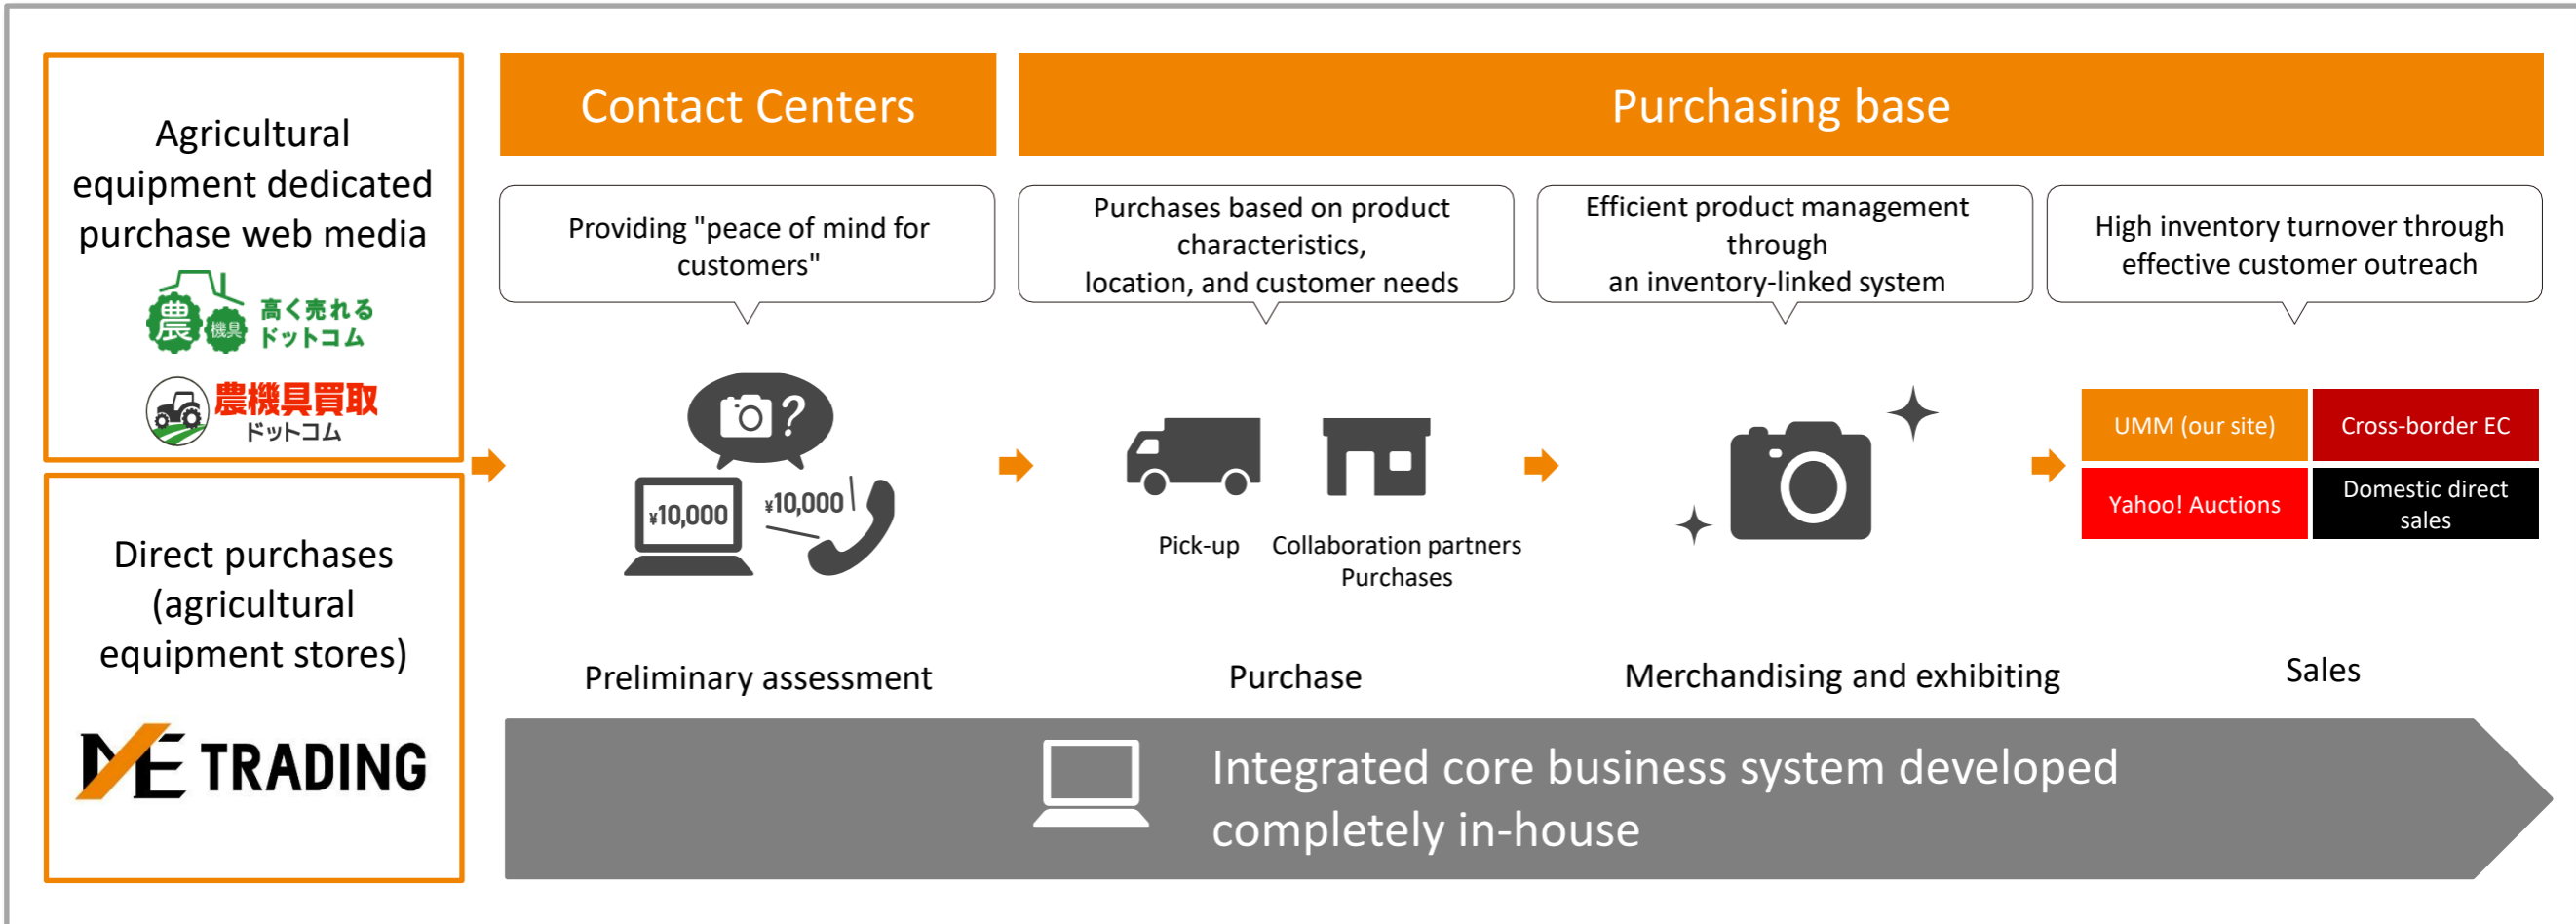 Agricultural
equipment dedicated
purchase web media
農
機具
高く売れる
ドットコム
農機具買取
ドットコム
Direct purchases
(agricultural
equipment stores)
ME TRADING
Contact Centers
Purchasing base
Providing "peace of mind for
customers"
Purchases based on product
characteristics,
location, and customer needs
Efficient product management
through
an inventory-linked system
High inventory turnover through
effective customer outreach
?
¥10,000
¥10,000
Pick-up
Collaboration partners
Purchases
UMM (our site)
Cross-border EC
Yahoo! Auctions
Domestic direct
sales
Preliminary assessment
Purchase
Merchandising and exhibiting
Sales
Integrated core business system developed
completely in-house